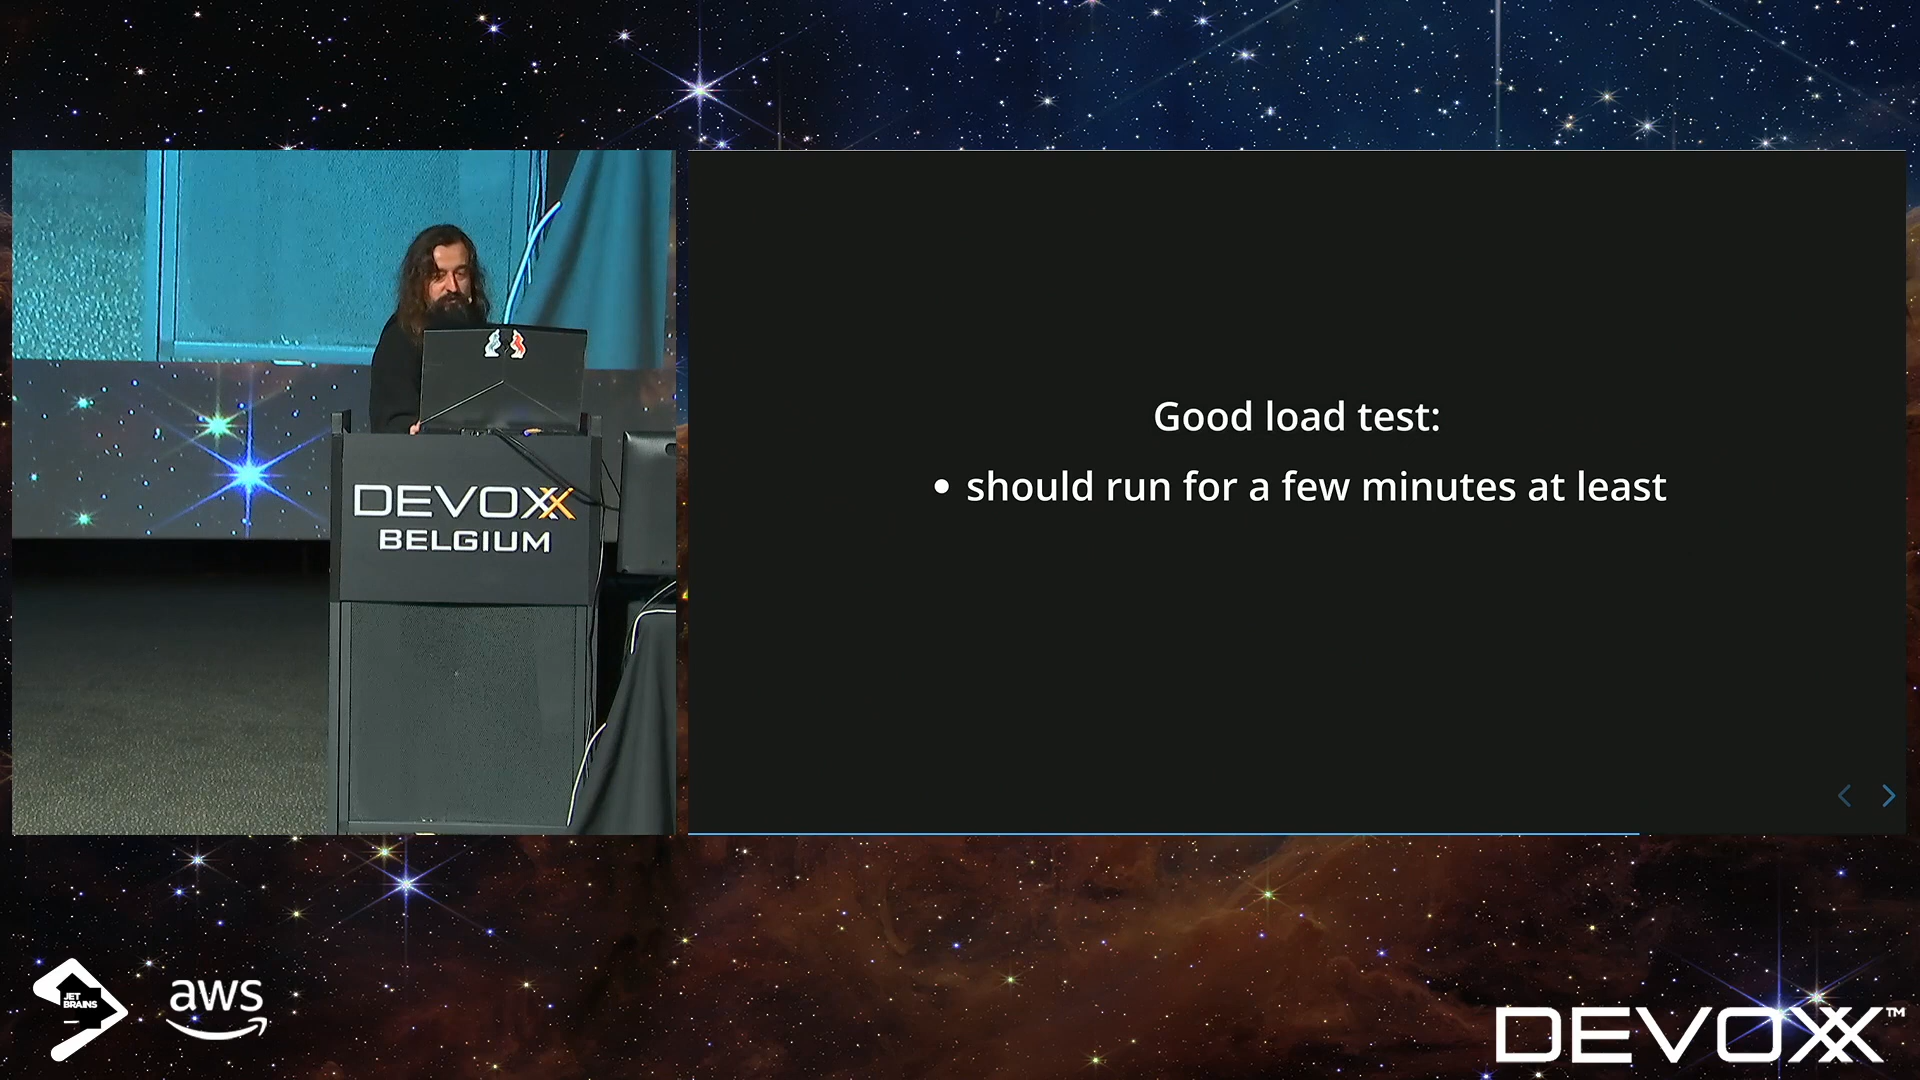 Good load test:
• should run for a few minutes at least
DEVOXX
BELGIUM
JET
BRAINS
aws
DEVOXX™